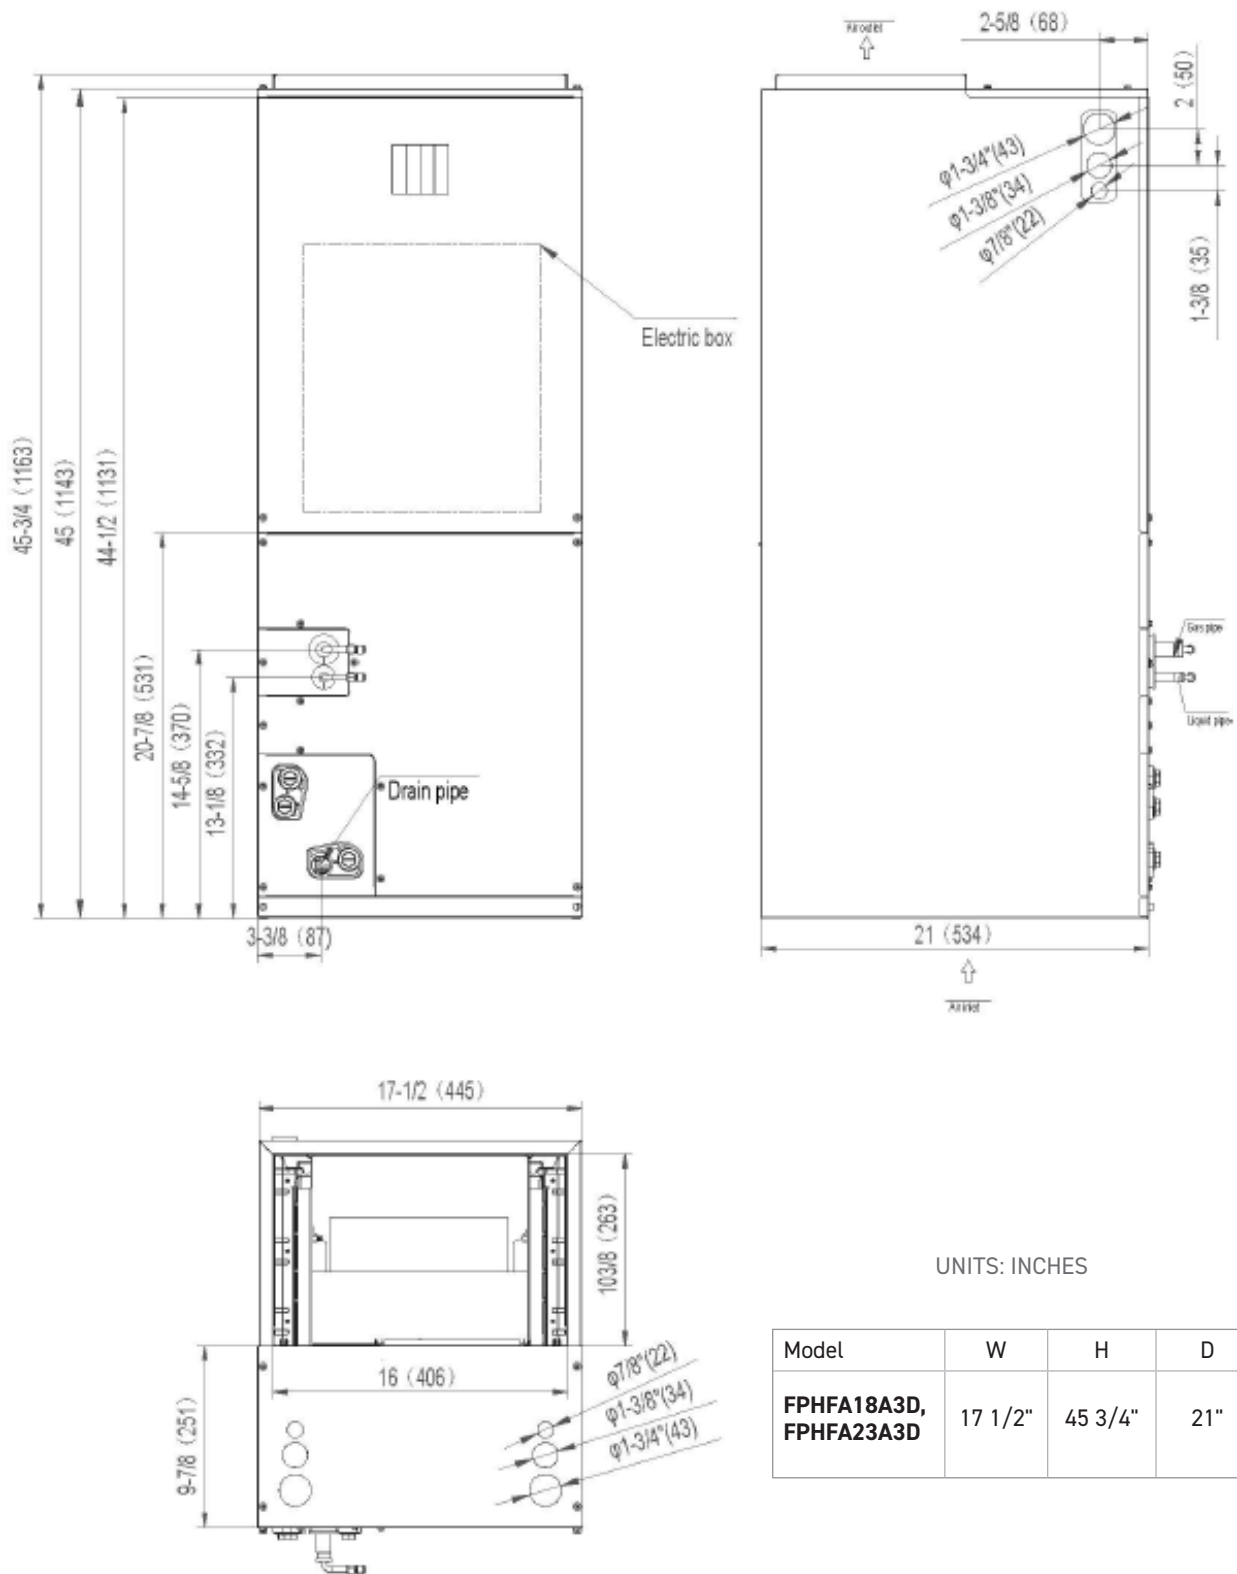 Air outlet
2-5/8 (68)
2 (50)
φ1-3/4"(43)
φ1-3/8"(34)
φ7/8"(22)
1-3/8 (35)
Electric box
45-3/4 (1163)
45 (1143)
44-1/2 (1131)
20-7/8 (531)
14-5/8 (370)
13-1/8 (332)
Gas pipe
Liquid pipe
Drain pipe
3-3/8 (87)
21 (534)
Air inlet
17-1/2 (445)
103/8 (263)
16 (406)
9-7/8 (251)
φ7/8"(22)
φ1-3/8"(34)
φ1-3/4"(43)
UNITS: INCHES
Model W H D
FPHFA18A3D,
FPHFA23A3D 17 1/2" 45 3/4" 21"